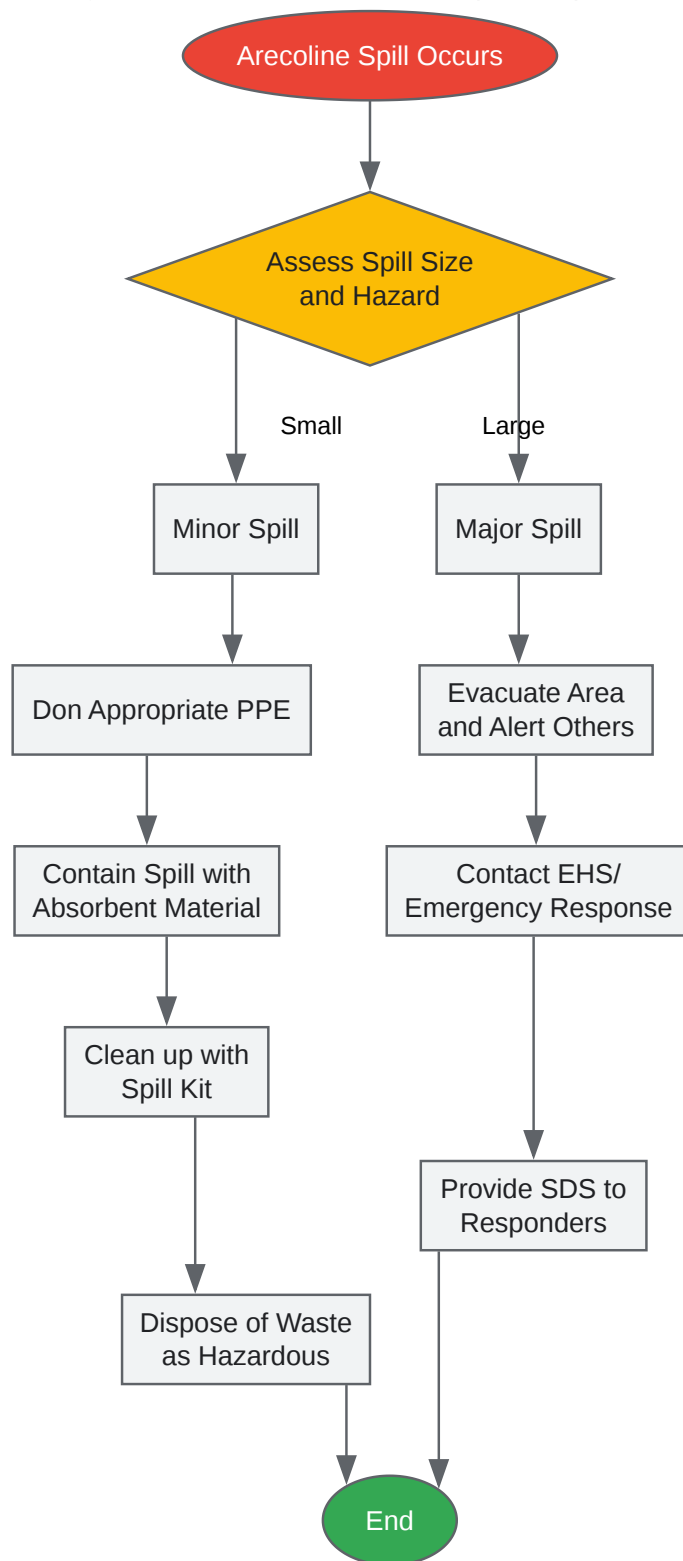 Arecoline Spill Occurs
Assess Spill Size
and Hazard
Small
Large
Minor Spill
Major Spill
Don Appropriate PPE
Evacuate Area
and Alert Others
Contain Spill with
Absorbent Material
Contact EHS/
Emergency Response
Clean up with
Spill Kit
Provide SDS to
Responders
Dispose of Waste
as Hazardous
End